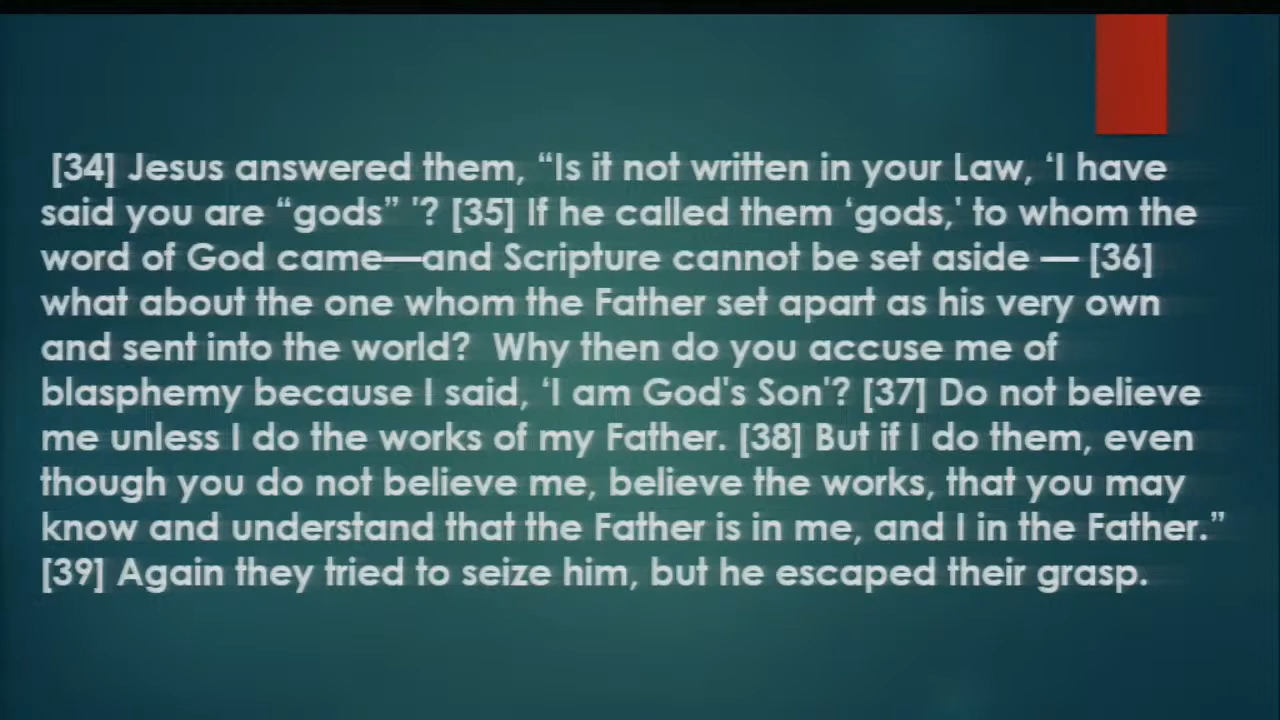 [34] Jesus answered them, “Is it not written in your Law, ‘I have
said you are “gods” '? [35] If he called them ‘gods,' to whom the
word of God came—and Scripture cannot be set aside — [36]
what about the one whom the Father set apart as his very own
and sent into the world?  Why then do you accuse me of
blasphemy because I said, ‘I am God's Son'? [37] Do not believe
me unless I do the works of my Father. [38] But if I do them, even
though you do not believe me, believe the works, that you may
know and understand that the Father is in me, and I in the Father.”
[39] Again they tried to seize him, but he escaped their grasp.